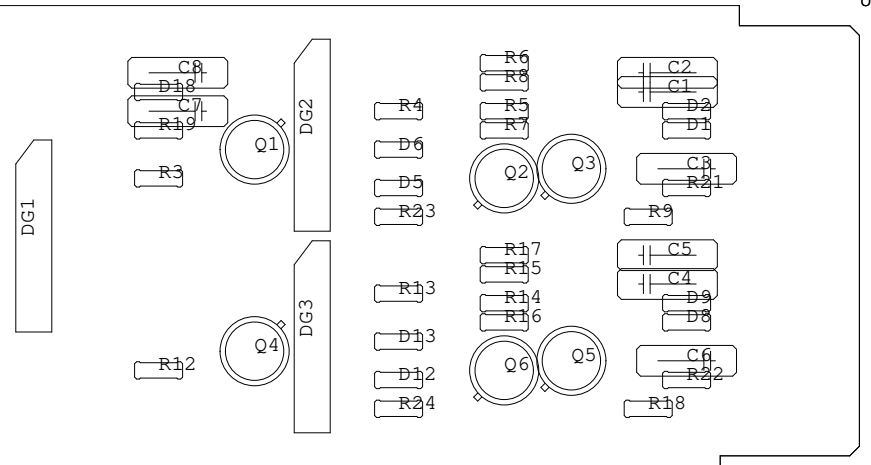 R6
C8
C2
R8
D18
C1
C7
R4
R5
D2
DG2
R19
R7
D1
Q1
D6
Q3
C3
R3
Q2
D5
R21
DG1
R23
R9
R17
C5
R15
C4
R13
R14
D9
DG3
R16
D8
Q4
D13
Q5
C6
R12
Q6
D12
R22
R24
R18